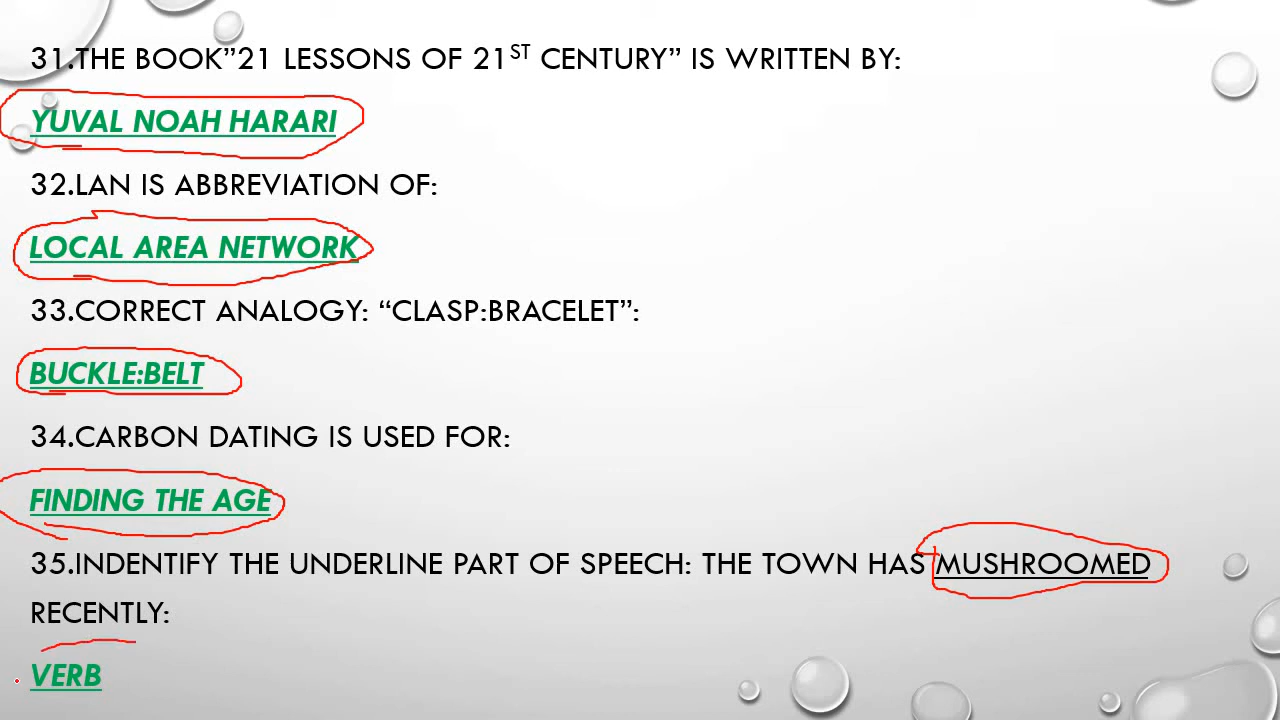 31.THE BOOK”21 LESSONS OF 21ST CENTURY” IS WRITTEN BY:
YUVAL NOAH HARARI
32.LAN IS ABBREVIATION OF:
LOCAL AREA NETWORK
33.CORRECT ANALOGY: “CLASP:BRACELET”:
BUCKLE:BELT
34.CARBON DATING IS USED FOR:
FINDING THE AGE
35.INDENTIFY THE UNDERLINE PART OF SPEECH: THE TOWN HAS MUSHROOMED
RECENTLY:
VERB